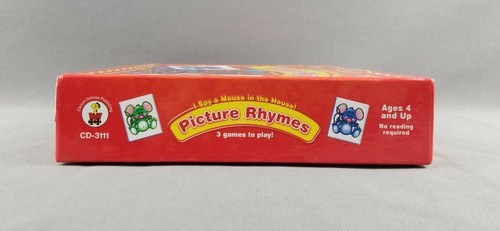 CD-3111
I Spy a Mouse in the House!
Picture Rhymes
3 games to play!
Ages 4
and Up
No reading
required